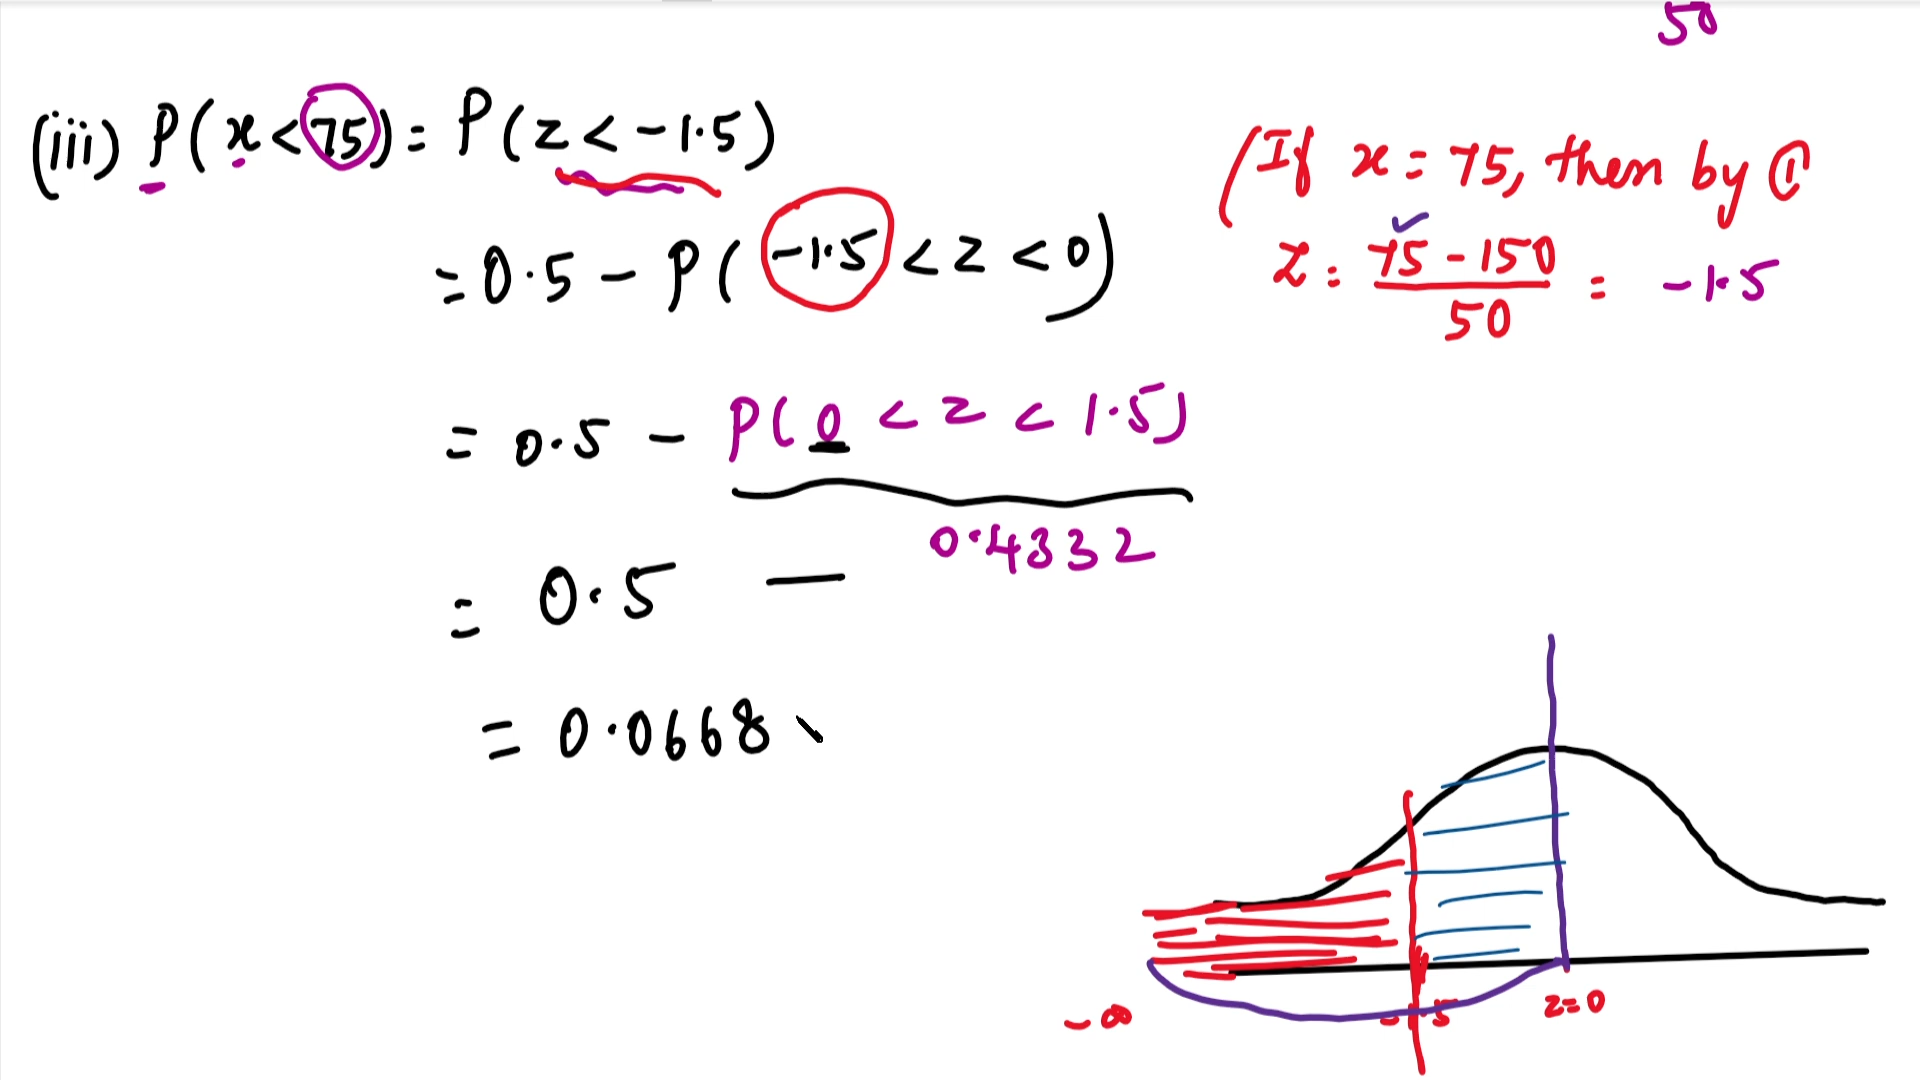 50
(iii) P(x<75) = P(z<-1.5)
= 0.5 - P(-1.5<z<0)
(If x = 75, then by ①
z = 75-150/50 = -1.5
= 0.5 - P(0<z<1.5)
0.4332
= 0.5 -
= 0.0668
-∞
-1.5
z=0